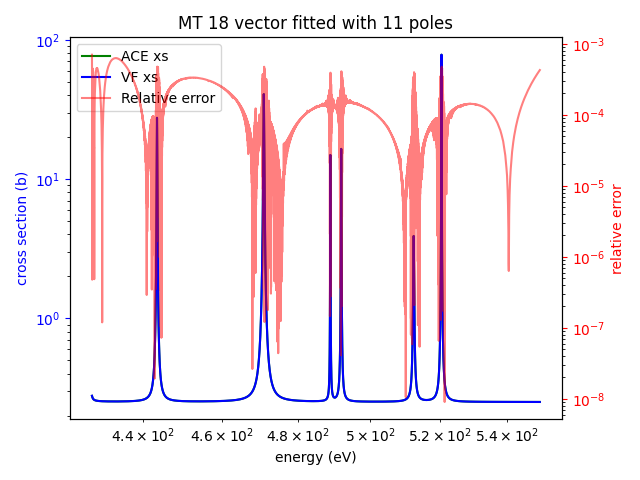 MT 18 vector fitted with 11 poles
ACE xs
VF xs
Relative error
cross section (b)
10²
10¹
10⁰
relative error
10⁻³
10⁻⁴
10⁻⁵
10⁻⁶
10⁻⁷
10⁻⁸
4.4 × 10² 4.6 × 10² 4.8 × 10² 5 × 10² 5.2 × 10² 5.4 × 10²
energy (eV)